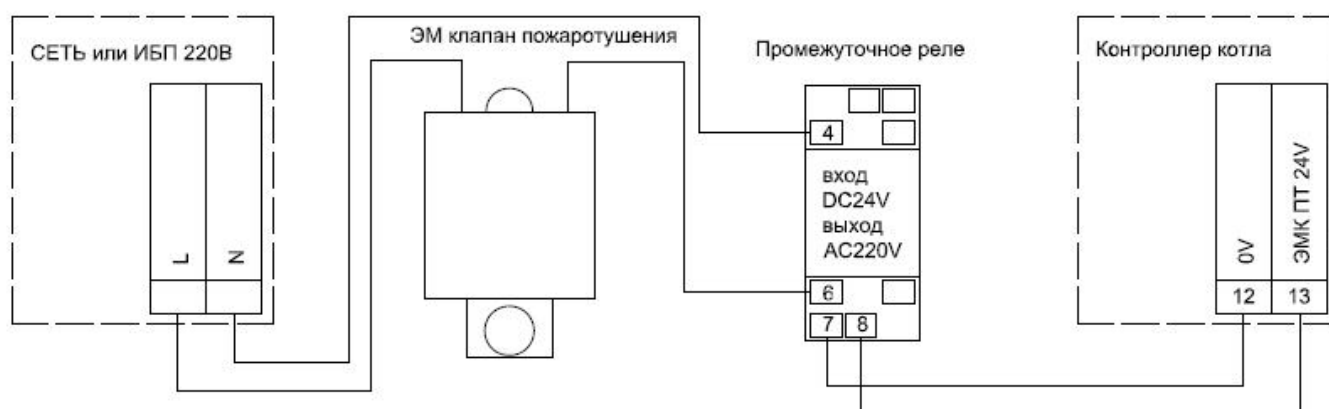 СЕТЬ или ИБП 220В
L
N
ЭМ клапан пожаротушения
Промежуточное реле
4
вход
DC24V
выход
AC220V
6
7
8
Контроллер котла
0V
ЭМК ПТ 24V
12
13